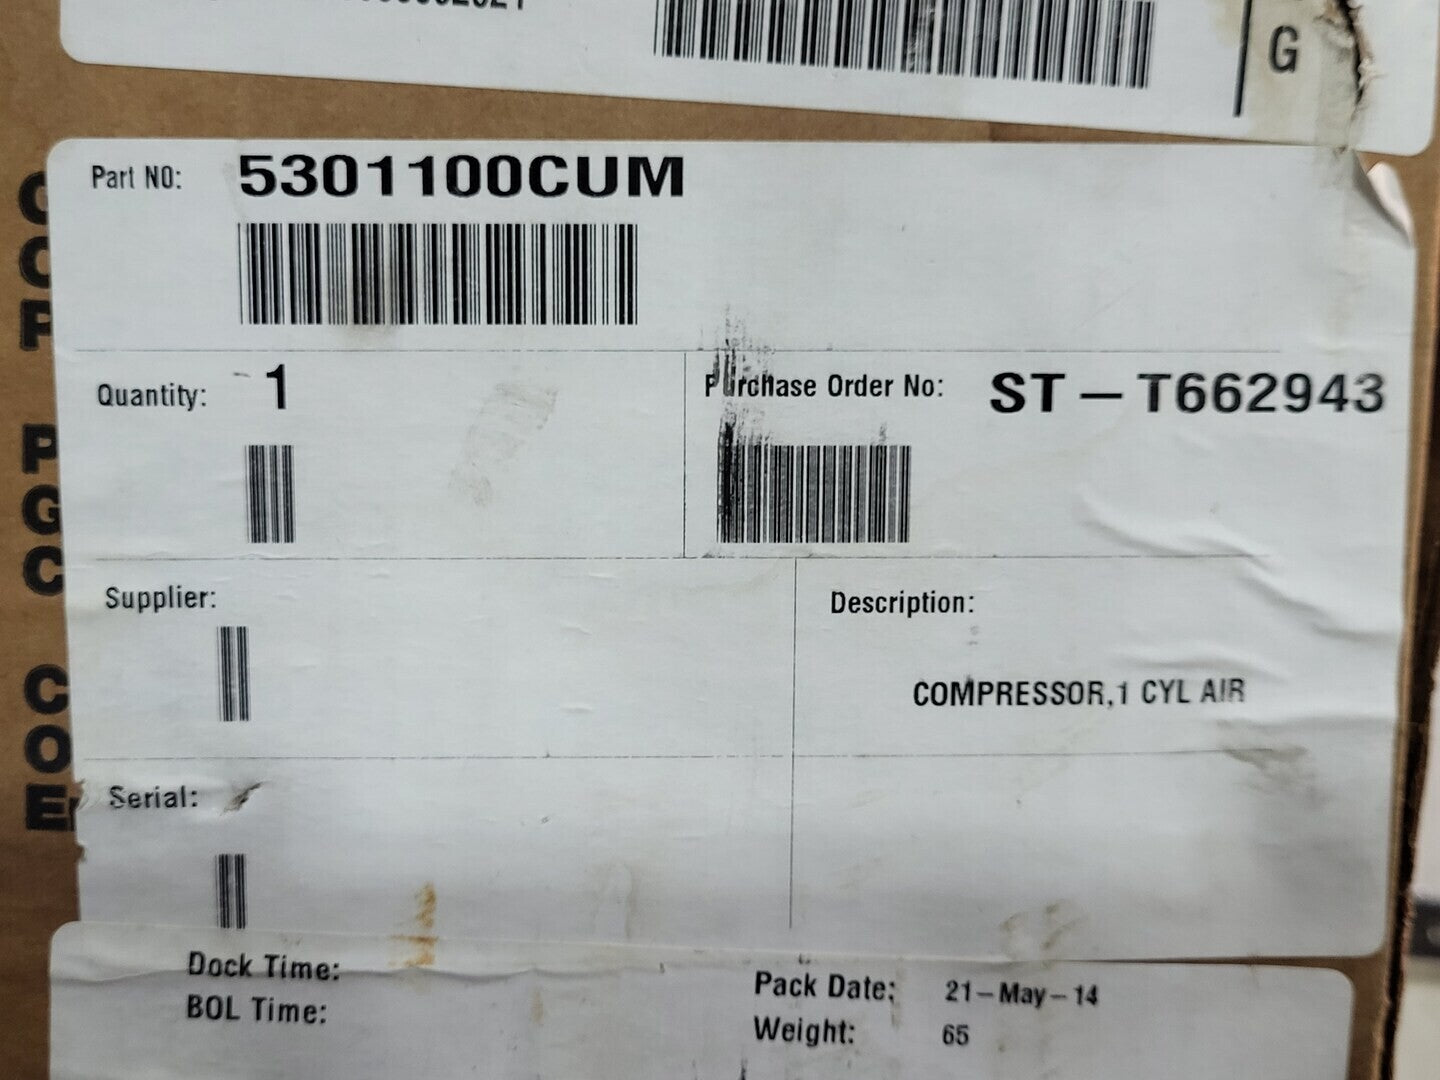 G
Part NO: 5301100CUM
Quantity: 1
Purchase Order No: ST-T662943
Supplier:
Description:
COMPRESSOR,1 CYL AIR
Serial:
Dock Time:
BOL Time:
Pack Date: 21-May-14
Weight: 65